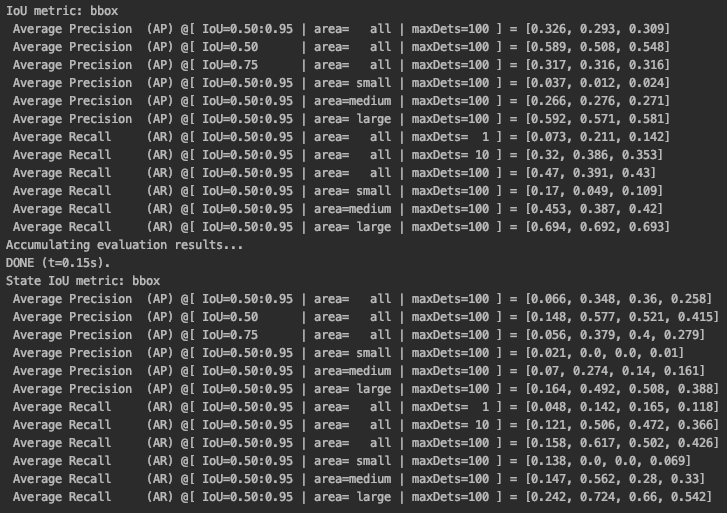 IoU metric: bbox
 Average Precision  (AP) @[ IoU=0.50:0.95 | area=   all | maxDets=100 ] = [0.326, 0.293, 0.309]
 Average Precision  (AP) @[ IoU=0.50      | area=   all | maxDets=100 ] = [0.589, 0.508, 0.548]
 Average Precision  (AP) @[ IoU=0.75      | area=   all | maxDets=100 ] = [0.317, 0.316, 0.316]
 Average Precision  (AP) @[ IoU=0.50:0.95 | area= small | maxDets=100 ] = [0.037, 0.012, 0.024]
 Average Precision  (AP) @[ IoU=0.50:0.95 | area=medium | maxDets=100 ] = [0.266, 0.276, 0.271]
 Average Precision  (AP) @[ IoU=0.50:0.95 | area= large | maxDets=100 ] = [0.592, 0.571, 0.581]
 Average Recall     (AR) @[ IoU=0.50:0.95 | area=   all | maxDets=  1 ] = [0.073, 0.211, 0.142]
 Average Recall     (AR) @[ IoU=0.50:0.95 | area=   all | maxDets= 10 ] = [0.32, 0.386, 0.353]
 Average Recall     (AR) @[ IoU=0.50:0.95 | area=   all | maxDets=100 ] = [0.47, 0.391, 0.43]
 Average Recall     (AR) @[ IoU=0.50:0.95 | area= small | maxDets=100 ] = [0.17, 0.049, 0.109]
 Average Recall     (AR) @[ IoU=0.50:0.95 | area=medium | maxDets=100 ] = [0.453, 0.387, 0.42]
 Average Recall     (AR) @[ IoU=0.50:0.95 | area= large | maxDets=100 ] = [0.694, 0.692, 0.693]
Accumulating evaluation results...
DONE (t=0.15s).
State IoU metric: bbox
 Average Precision  (AP) @[ IoU=0.50:0.95 | area=   all | maxDets=100 ] = [0.066, 0.348, 0.36, 0.258]
 Average Precision  (AP) @[ IoU=0.50      | area=   all | maxDets=100 ] = [0.148, 0.577, 0.521, 0.415]
 Average Precision  (AP) @[ IoU=0.75      | area=   all | maxDets=100 ] = [0.056, 0.379, 0.4, 0.279]
 Average Precision  (AP) @[ IoU=0.50:0.95 | area= small | maxDets=100 ] = [0.021, 0.0, 0.0, 0.01]
 Average Precision  (AP) @[ IoU=0.50:0.95 | area=medium | maxDets=100 ] = [0.07, 0.274, 0.14, 0.161]
 Average Precision  (AP) @[ IoU=0.50:0.95 | area= large | maxDets=100 ] = [0.164, 0.492, 0.508, 0.388]
 Average Recall     (AR) @[ IoU=0.50:0.95 | area=   all | maxDets=  1 ] = [0.048, 0.142, 0.165, 0.118]
 Average Recall     (AR) @[ IoU=0.50:0.95 | area=   all | maxDets= 10 ] = [0.121, 0.506, 0.472, 0.366]
 Average Recall     (AR) @[ IoU=0.50:0.95 | area=   all | maxDets=100 ] = [0.158, 0.617, 0.502, 0.426]
 Average Recall     (AR) @[ IoU=0.50:0.95 | area= small | maxDets=100 ] = [0.138, 0.0, 0.0, 0.069]
 Average Recall     (AR) @[ IoU=0.50:0.95 | area=medium | maxDets=100 ] = [0.147, 0.562, 0.28, 0.33]
 Average Recall     (AR) @[ IoU=0.50:0.95 | area= large | maxDets=100 ] = [0.242, 0.724, 0.66, 0.542]